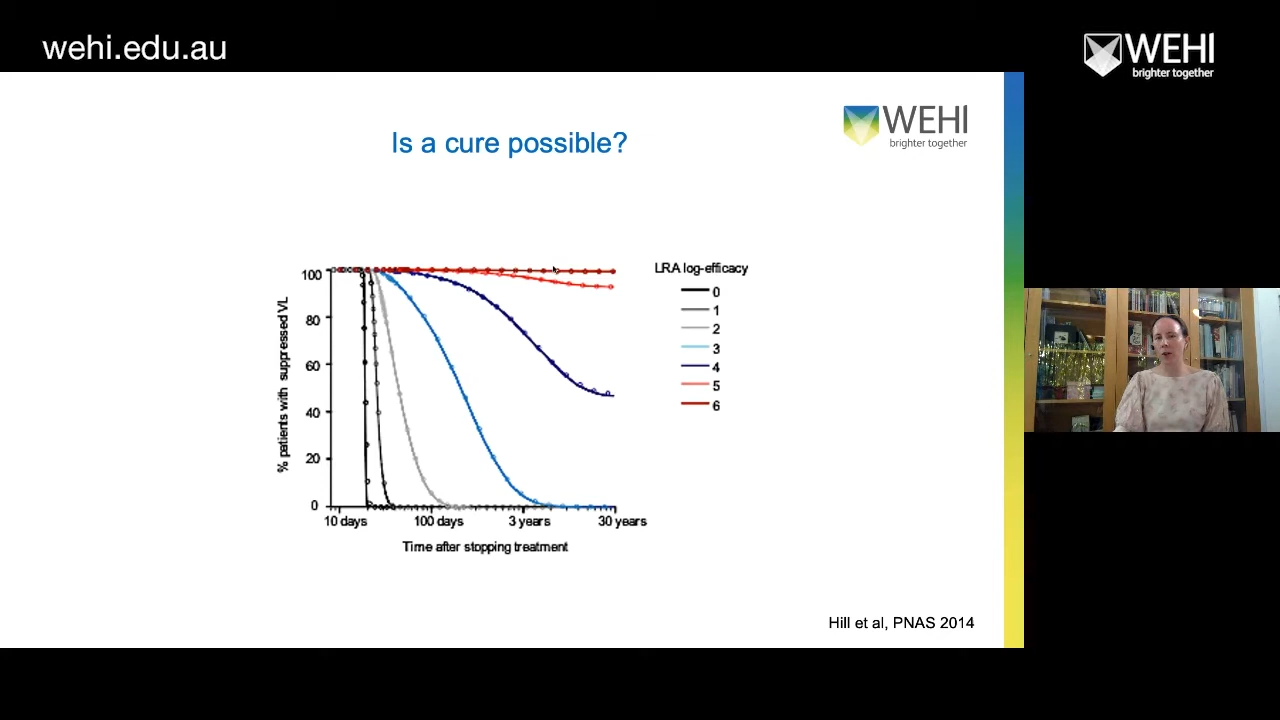 wehi.edu.au
WEHI
brighter together
WEHI
brighter together
Is a cure possible?
% patients with suppressed VL
100
80
60
40
20
0
10 days
100 days
3 years
30 years
Time after stopping treatment
LRA log-efficacy
0
1
2
3
4
5
6
Hill et al, PNAS 2014